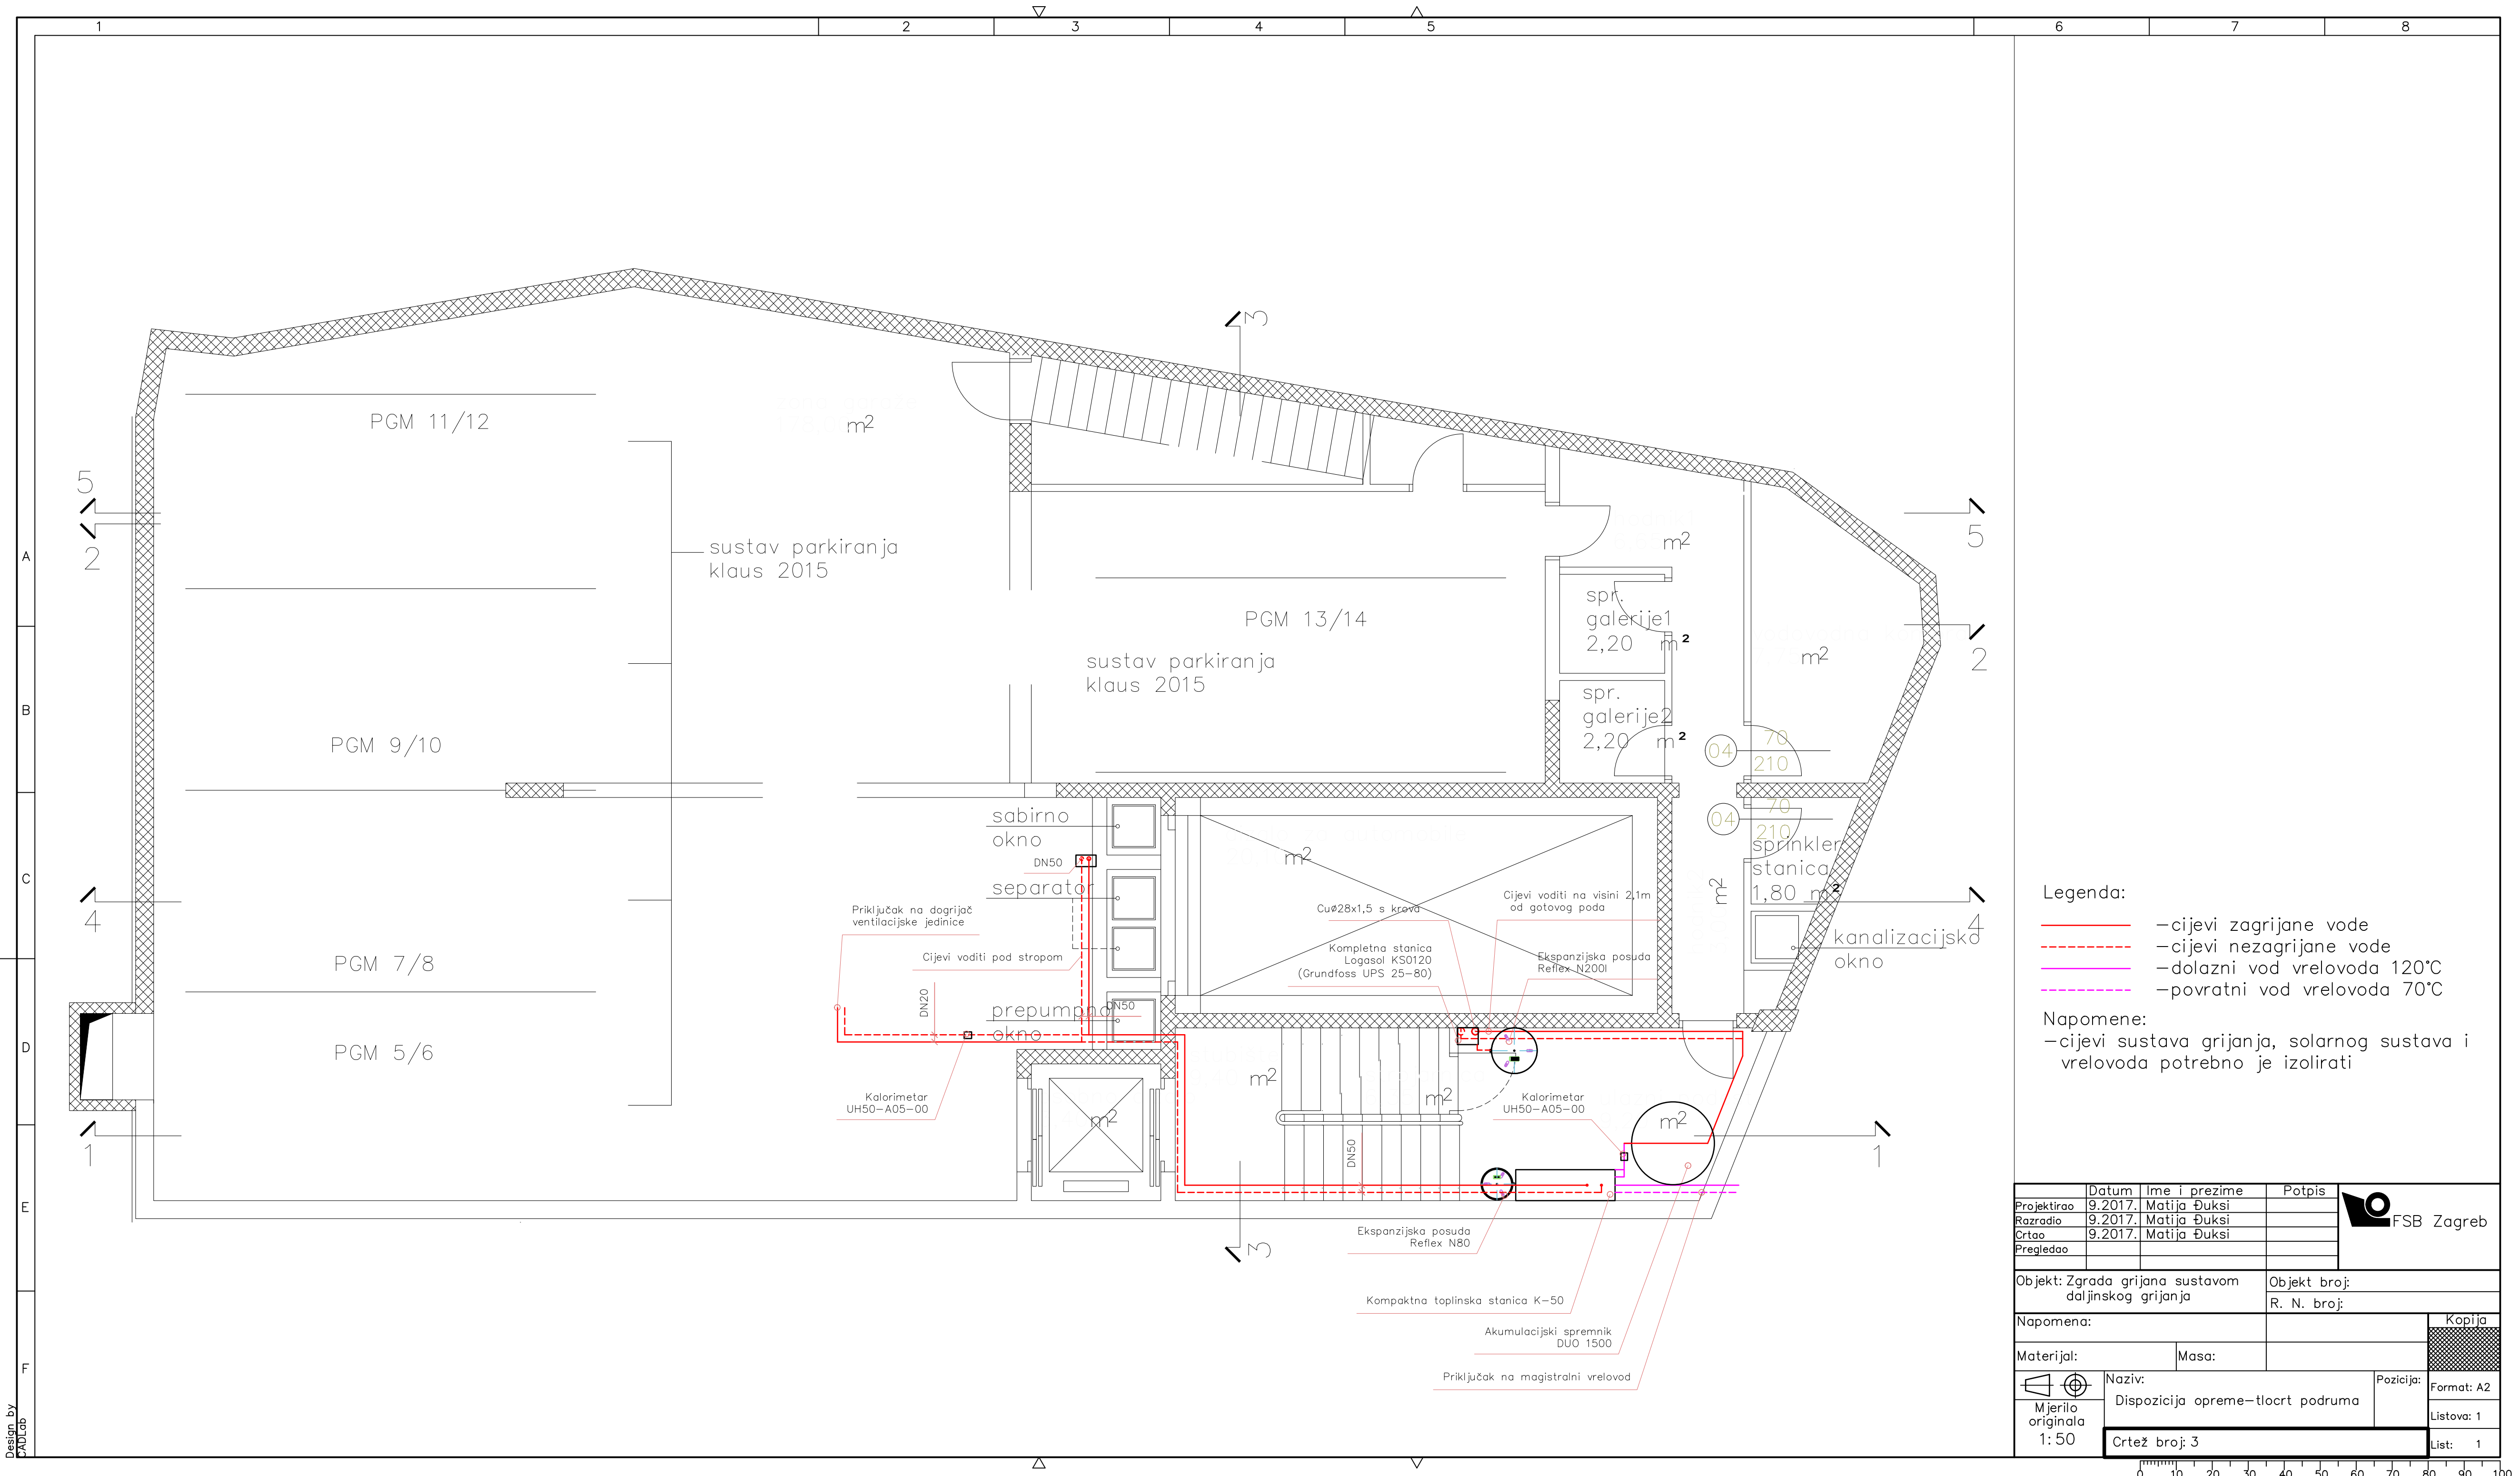 1 2 3 4 5 6 7 8
A
B
C
D
E
F
3
PGM 11/12
m2
5
2
5
2
sustav parkiranja
klaus 2015
m2
PGM 13/14
spr.
galerije1
2,20 m²
sustav parkiranja
klaus 2015
m2
spr.
galerije2
2,20 m²
PGM 9/10
04 70
210
04 70
210
sabirno
okno
m2
DN50
sprinkler
stanica
1,80 m²
m2
separator
4
4
Priključak na dogrijač
ventilacijske jedinice
CuØ28x1,5 s krova
Cijevi voditi na visini 2,1m
od gotovog poda
Cijevi voditi pod stropom
Kompletna stanica
Logasol KS0120
(Grundfoss UPS 25-80)
Ekspanzijska posuda
Reflex N200l
kanalizacijsko
okno
PGM 7/8
DN20
prepumpno
okno
DN50
PGM 5/6
m2
m2
m2
m2
Kalorimetar
UH50-A05-00
Kalorimetar
UH50-A05-00
1
1
DN50
3
Ekspanzijska posuda
Reflex N80
Kompaktna toplinska stanica K-50
Akumulacijski spremnik
DUO 1500
Priključak na magistralni vrelovod
Legenda:
-cijevi zagrijane vode
-cijevi nezagrijane vode
-dolazni vod vrelovoda 120°C
-povratni vod vrelovoda 70°C
Napomene:
-cijevi sustava grijanja, solarnog sustava i
vrelovoda potrebno je izolirati
Datum Ime i prezime Potpis
Projektirao 9.2017. Matija Đuksi
Razradio 9.2017. Matija Đuksi
Crtao 9.2017. Matija Đuksi
Pregledao
FSB Zagreb
Objekt: Zgrada grijana sustavom
daljinskog grijanja
Objekt broj:
R. N. broj:
Napomena:
Kopija
Materijal: Masa:
Naziv:
Dispozicija opreme-tlocrt podruma
Pozicija:
Format: A2
Mjerilo
originala
1:50
Listova: 1
Crtež broj: 3
List: 1
Design by
CADLab
0 10 20 30 40 50 60 70 80 90 100